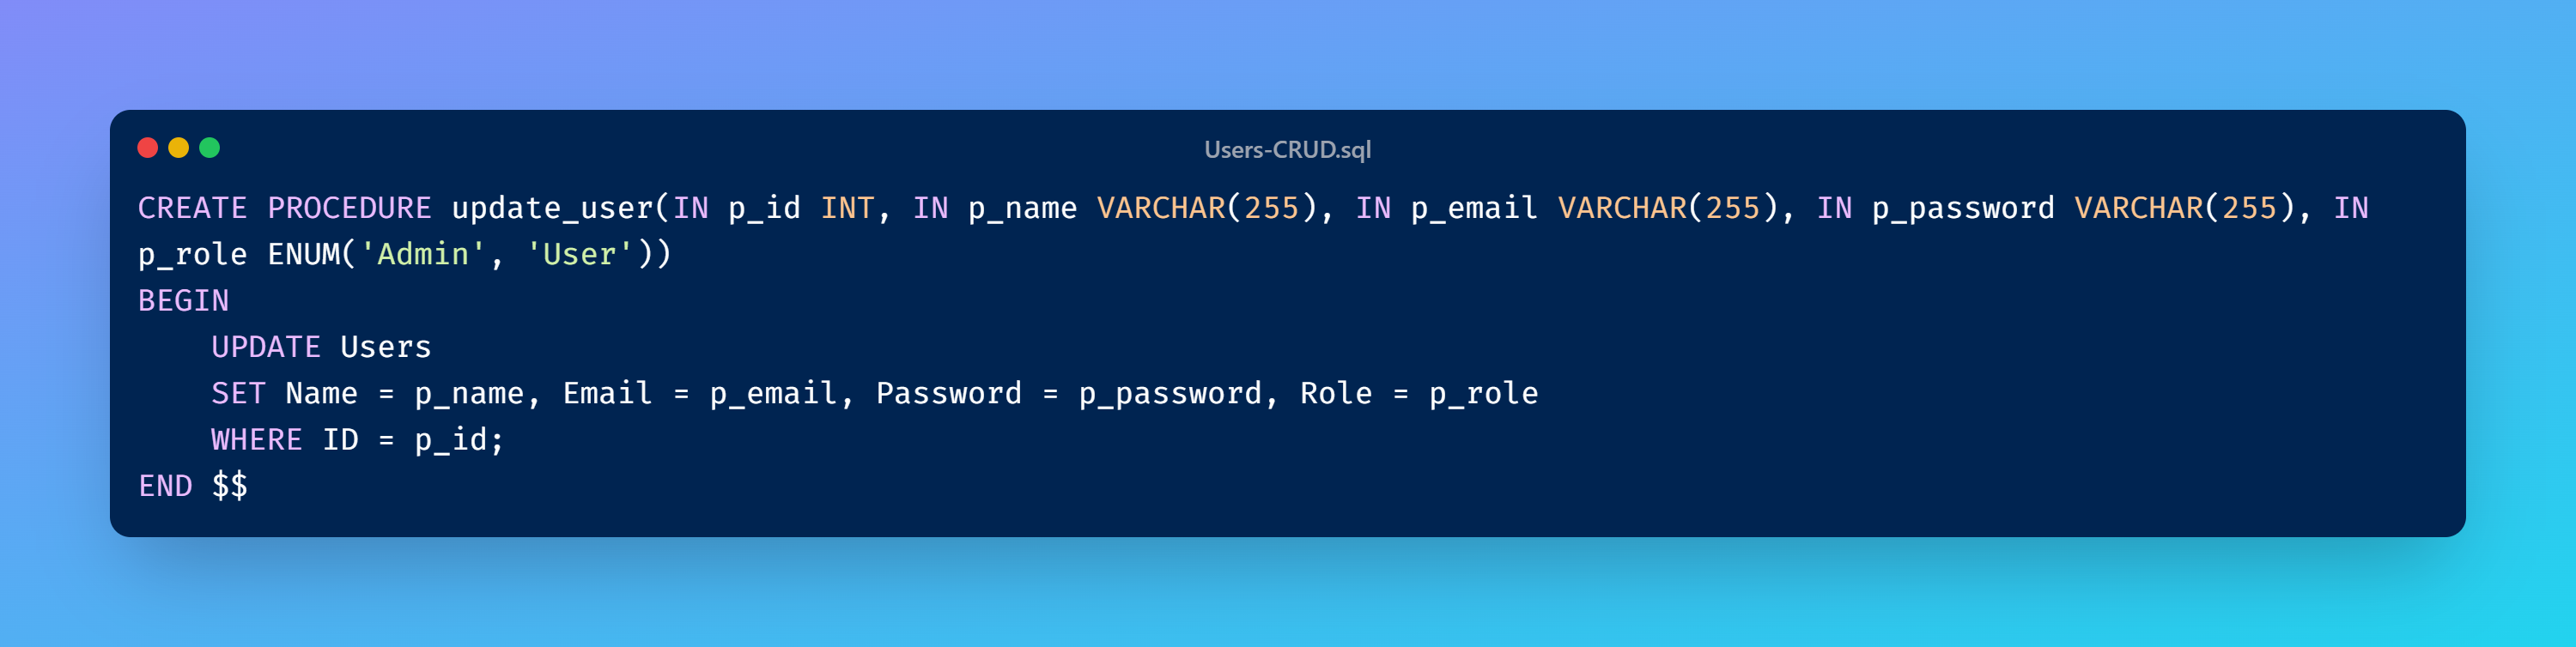 Users-CRUD.sql
CREATE PROCEDURE update_user(IN p_id INT, IN p_name VARCHAR(255), IN p_email VARCHAR(255), IN p_password VARCHAR(255), IN
p_role ENUM('Admin', 'User'))
BEGIN
    UPDATE Users
    SET Name = p_name, Email = p_email, Password = p_password, Role = p_role
    WHERE ID = p_id;
END $$